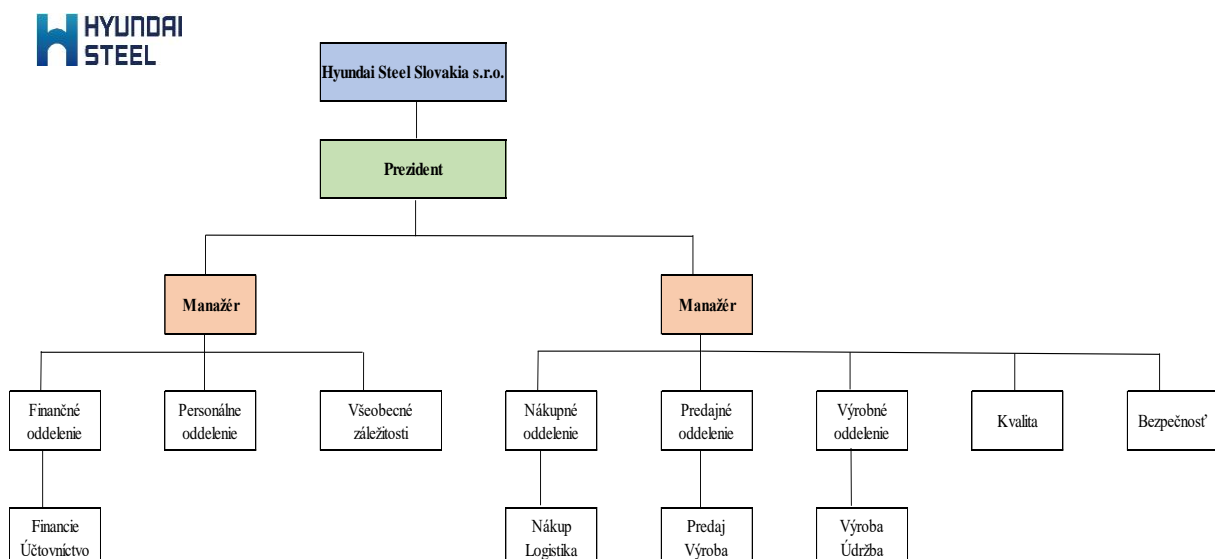 HYUNDAI
STEEL
Hyundai Steel Slovakia s.r.o.
Prezident
Manažér
Manažér
Finančné
oddelenie
Personálne
oddelenie
Všeobecné
záležitosti
Nákupné
oddelenie
Predajné
oddelenie
Výrobné
oddelenie
Kvalita
Bezpečnosť
Financie
Účtovníctvo
Nákup
Logistika
Predaj
Výroba
Výroba
Údržba